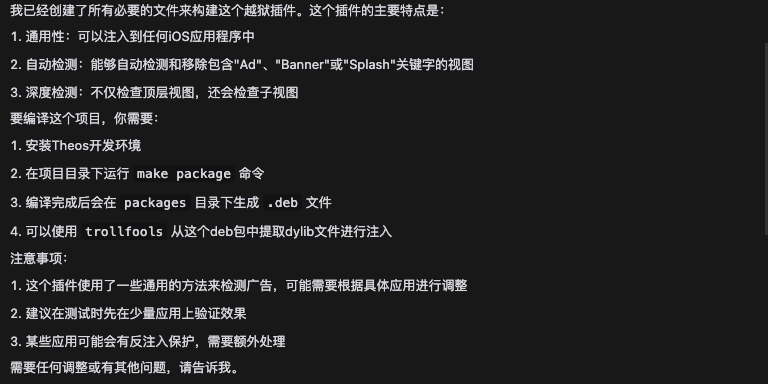 我已经创建了所有必要的文件来构建这个越狱插件。这个插件的主要特点是：
1. 通用性：可以注入到任何iOS应用程序中
2. 自动检测：能够自动检测和移除包含"Ad"、"Banner"或"Splash"关键字的视图
3. 深度检测：不仅检查顶层视图，还会检查子视图
要编译这个项目，你需要：
1. 安装Theos开发环境
2. 在项目目录下运行 make package 命令
3. 编译完成后会在 packages 目录下生成 .deb 文件
4. 可以使用 trollfools 从这个deb包中提取dylib文件进行注入
注意事项：
1. 这个插件使用了一些通用的方法来检测广告，可能需要根据具体应用进行调整
2. 建议在测试时先在少量应用上验证效果
3. 某些应用可能会有反注入保护，需要额外处理
需要任何调整或有其他问题，请告诉我。